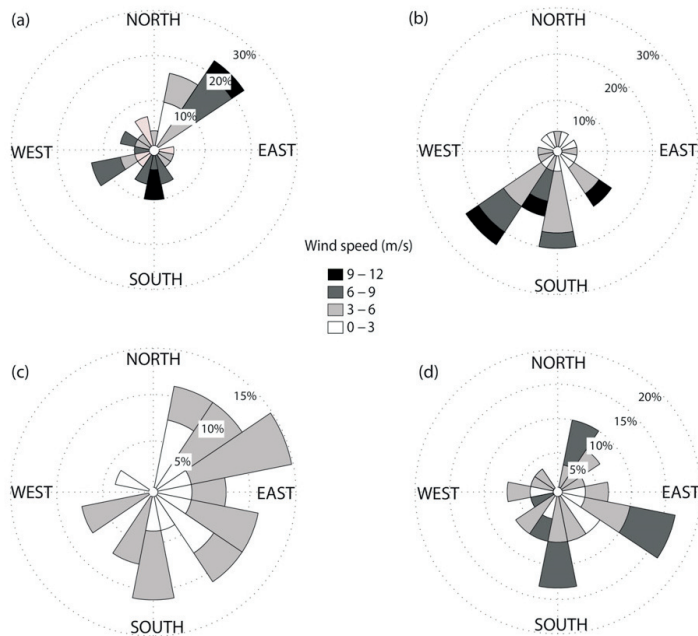 (a)
NORTH
30%
20%
10%
WEST
EAST
SOUTH
(b)
NORTH
30%
20%
10%
WEST
EAST
SOUTH
Wind speed (m/s)
9 – 12
6 – 9
3 – 6
0 – 3
(c)
NORTH
15%
10%
5%
WEST
EAST
SOUTH
(d)
NORTH
20%
15%
10%
5%
WEST
EAST
SOUTH